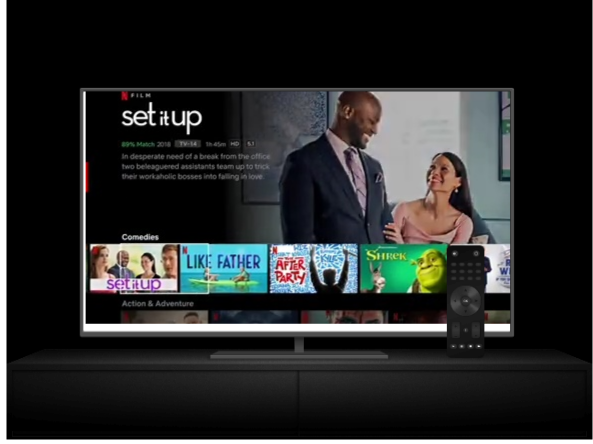 N FILM
set it up
89% Match 2018 TV-14 1h 45m HD 5.1
In desperate need of a break from the office
two beleaguered assistants team up to trick
their workaholic bosses into falling in love.
Comedies
set it up
N
LIKE FATHER
N
THE AFTER PARTY
SHREK
Action & Adventure